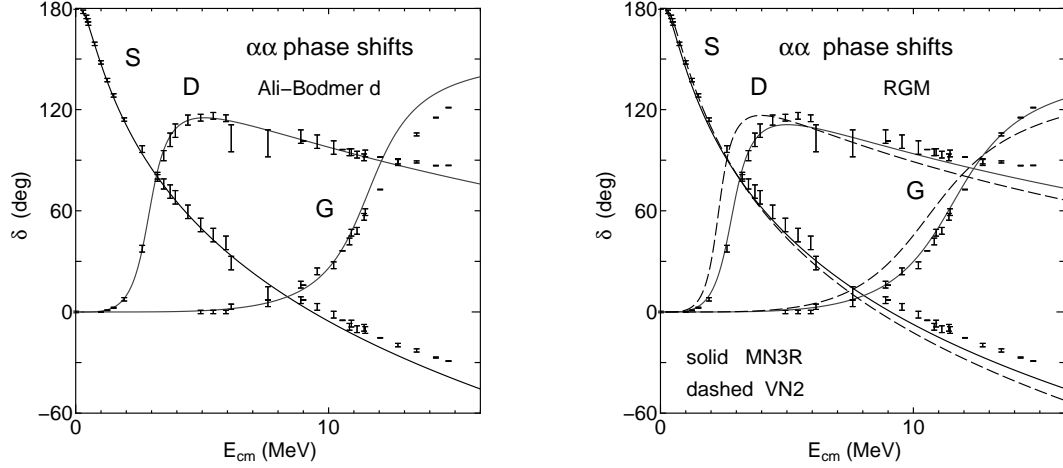 180
120
60
0
−60
δ (deg)
S
D
G
αα phase shifts
Ali−Bodmer d
0
10
E_cm (MeV)
180
120
60
0
−60
δ (deg)
S
D
G
αα phase shifts
RGM
solid MN3R
dashed VN2
0
10
E_cm (MeV)